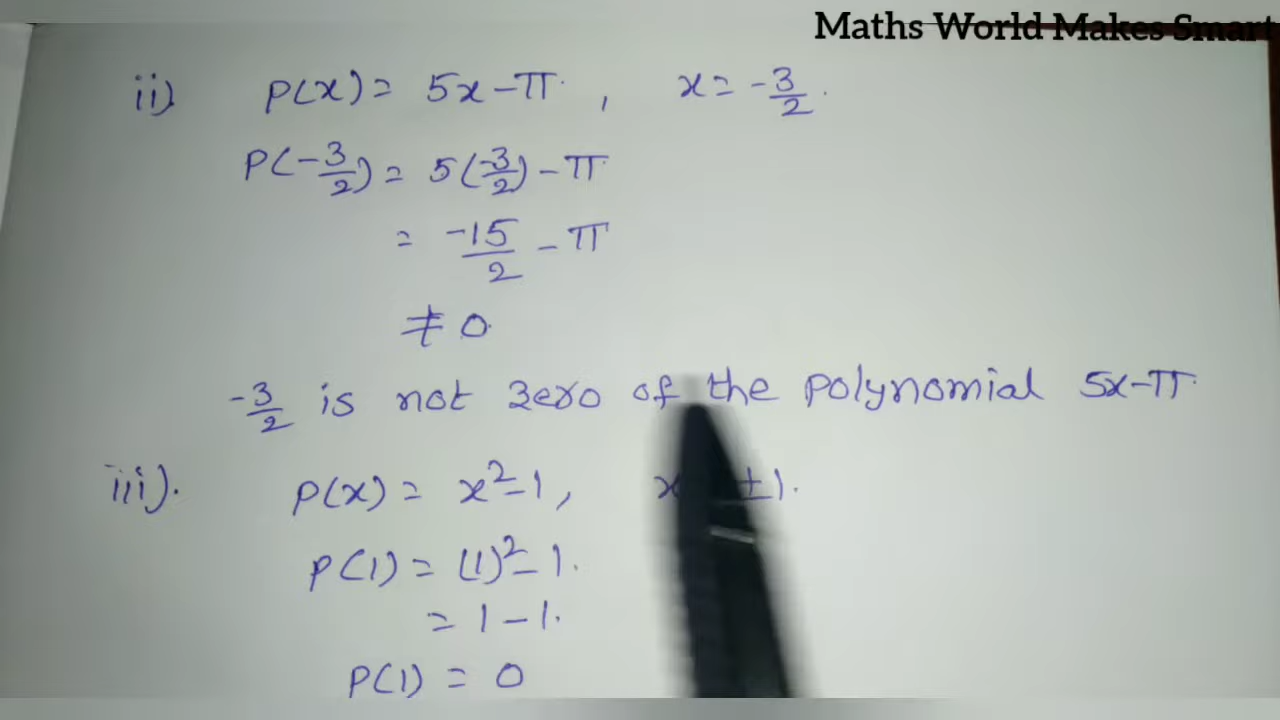 Maths World Makes Smart
ii) P(x) = 5x-π, x = -3/2.
P(-3/2) = 5(-3/2) - π
= -15/2 - π
≠ 0.
-3/2 is not zero of the polynomial 5x-π.
iii). P(x) = x²-1, x ±1.
P(1) = (1)²-1.
= 1-1.
P(1) = 0